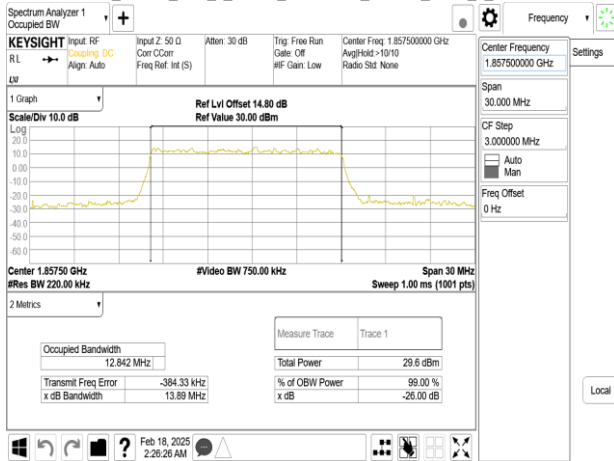 Spectrum Analyzer 1
Occupied BW
+
Frequency
KEYSIGHT
RL
LXI
Input: RF
Coupling: DC
Align: Auto
Input Z: 50 Ω
Corr CCorr
Freq Ref: Int (S)
Atten: 30 dB
Trig: Free Run
Gate: Off
#IF Gain: Low
Center Freq: 1.857500000 GHz
Avg|Hold:>10/10
Radio Std: None
Center Frequency
1.857500000 GHz
Settings
Span
30.000 MHz
CF Step
3.000000 MHz
Auto
Man
Freq Offset
0 Hz
Local
1 Graph
Scale/Div 10.0 dB
Ref Lvl Offset 14.80 dB
Ref Value 30.00 dBm
Log
20.0
10.0
0.00
-10.0
-20.0
-30.0
-40.0
-50.0
-60.0
Center 1.85750 GHz
#Video BW 750.00 kHz
Span 30 MHz
#Res BW 220.00 kHz
Sweep 1.00 ms (1001 pts)
2 Metrics
Measure Trace Trace 1
Occupied Bandwidth
12.842 MHz
Total Power 29.6 dBm
Transmit Freq Error -384.33 kHz
% of OBW Power 99.00 %
x dB Bandwidth 13.89 MHz
x dB -26.00 dB
?
Feb 18, 2025
2:26:26 AM